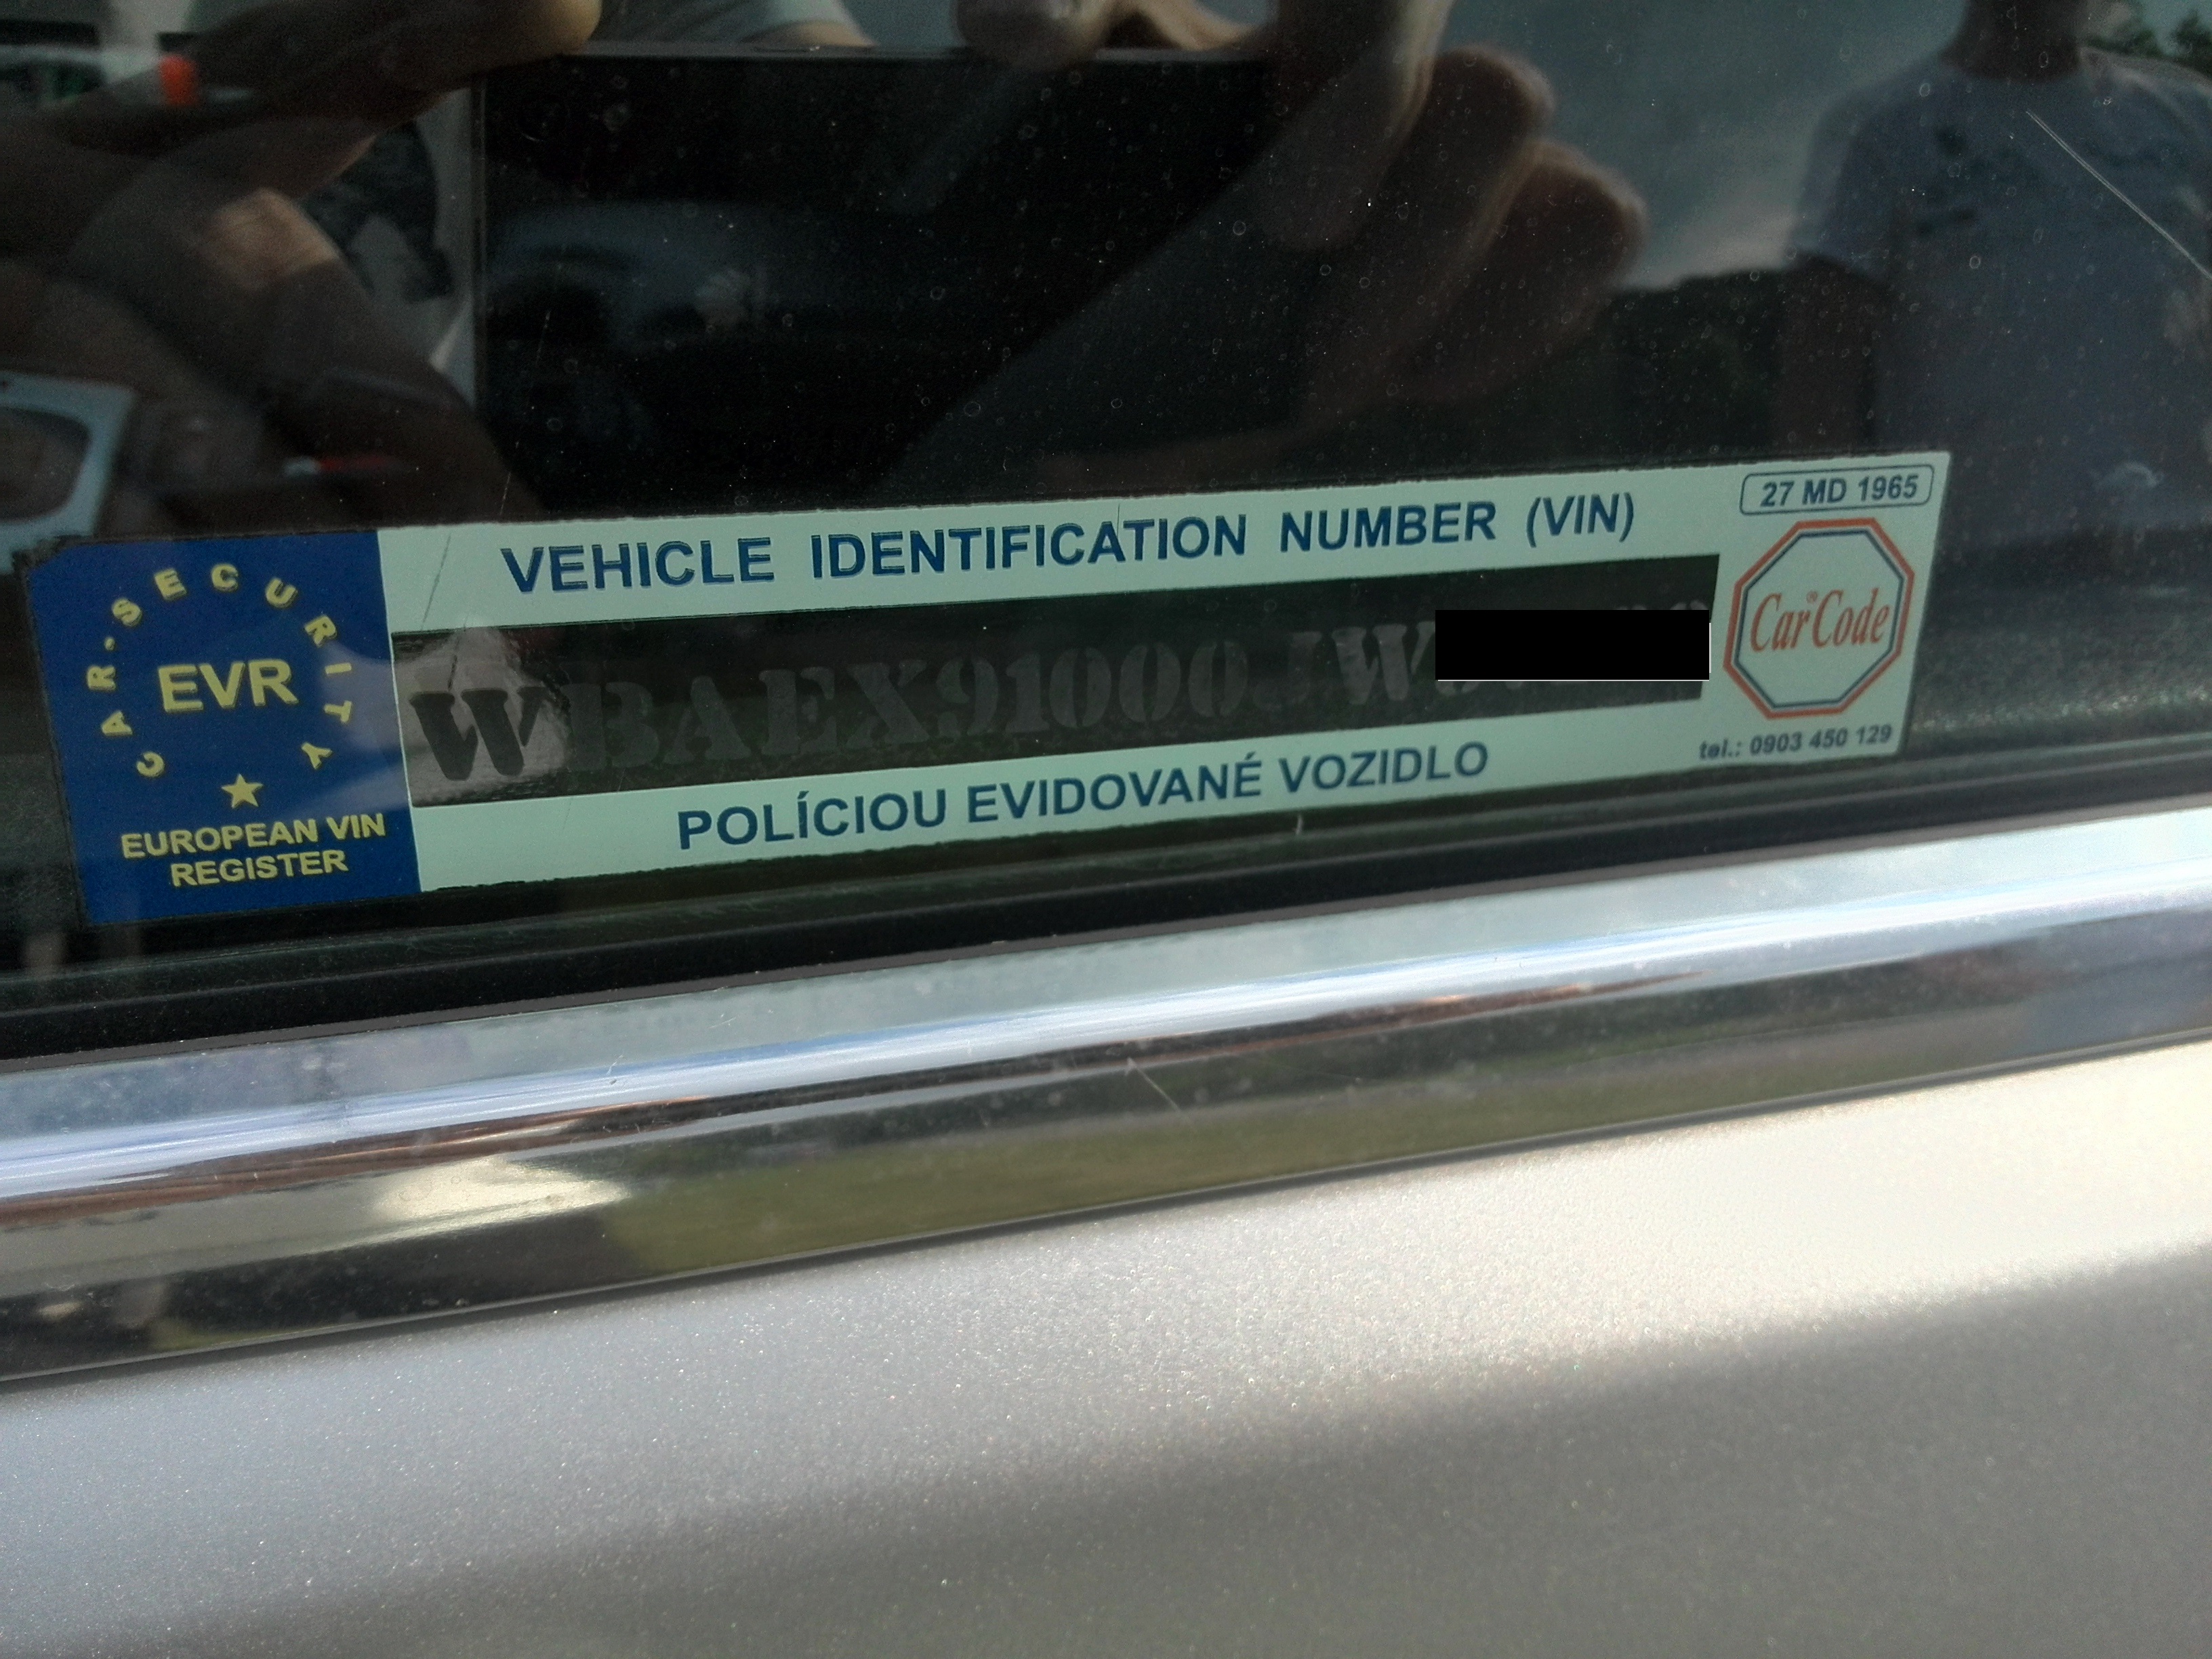 27 MD 1965
VEHICLE IDENTIFICATION NUMBER (VIN)
CAR-SECURITY
EVR
WBAEX91000JW
Car®Code
EUROPEAN VIN
REGISTER
POLÍCIOU EVIDOVANÉ VOZIDLO
tel.: 0903 450 129